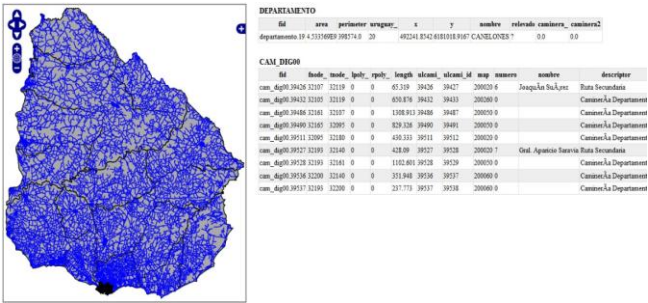 DEPARTAMENTO
fid area perimeter uruguay_ x y nombre relevado caminera_ caminera2
departamento.19 4.533569E9 398574.0 20 492241.8542 6181018.9167 CANELONES ? 0.0 0.0
CAM_DIG00
fid fnode_ tnode_ lpoly_ rpoly_ length ulcami_ ulcami_id map numero nombre descriptor
cam_dig00.39426 32107 32119 0 0 65.319 39426 39427 200020 6 JoaquÃn SuÃ¡rez Ruta Secundaria
cam_dig00.39432 32105 32119 0 0 650.876 39432 39433 200260 0 CaminerÃa Departament
cam_dig00.39486 32161 32107 0 0 1308.913 39486 39487 200050 0 CaminerÃa Departament
cam_dig00.39490 32165 32095 0 0 829.326 39490 39491 200050 0 CaminerÃa Departament
cam_dig00.39511 32095 32180 0 0 430.333 39511 39512 200020 0 CaminerÃa Departament
cam_dig00.39527 32193 32140 0 0 428.09 39527 39528 200020 7 Gral. Aparicio Saravia Ruta Secundaria
cam_dig00.39528 32193 32161 0 0 1102.601 39528 39529 200050 0 CaminerÃa Departament
cam_dig00.39536 32200 32140 0 0 351.948 39536 39537 200060 0 CaminerÃa Departament
cam_dig00.39537 32193 32200 0 0 237.773 39537 39538 200060 0 CaminerÃa Departament